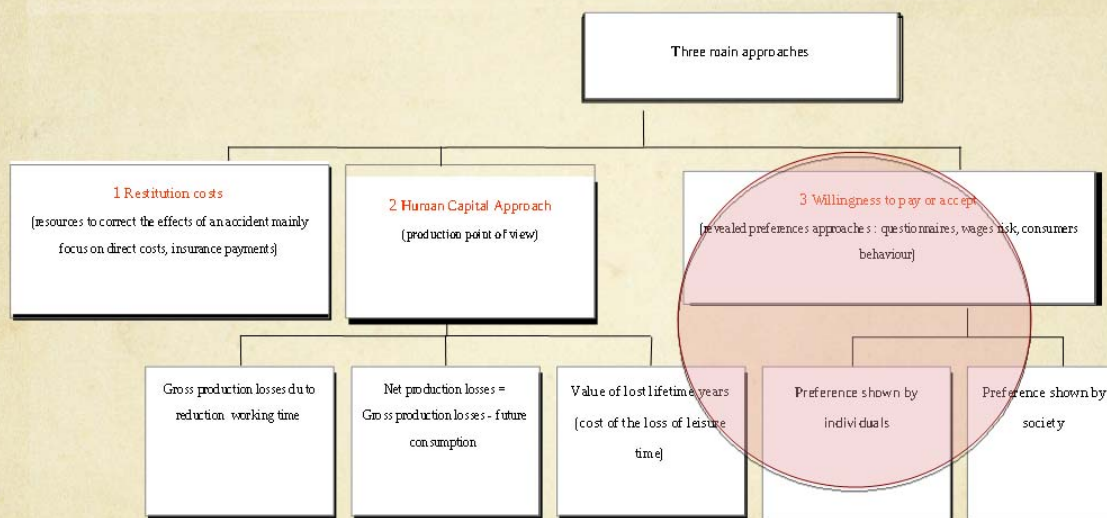 Three main approaches
1 Restitution costs
(resources to correct the effects of an accident mainly
focus on direct costs, insurance payments)
2 Human Capital Approach
(production point of view)
3 Willingness to pay or accept
(revealed preferences approaches : questionnaires, wages risk, consumers
behaviour)
Gross production losses du to
reduction working time
Net production losses =
Gross production losses - future
consumption
Value of lost lifetime years
(cost of the loss of leisure
time)
Preference shown by
individuals
Preference shown by
society